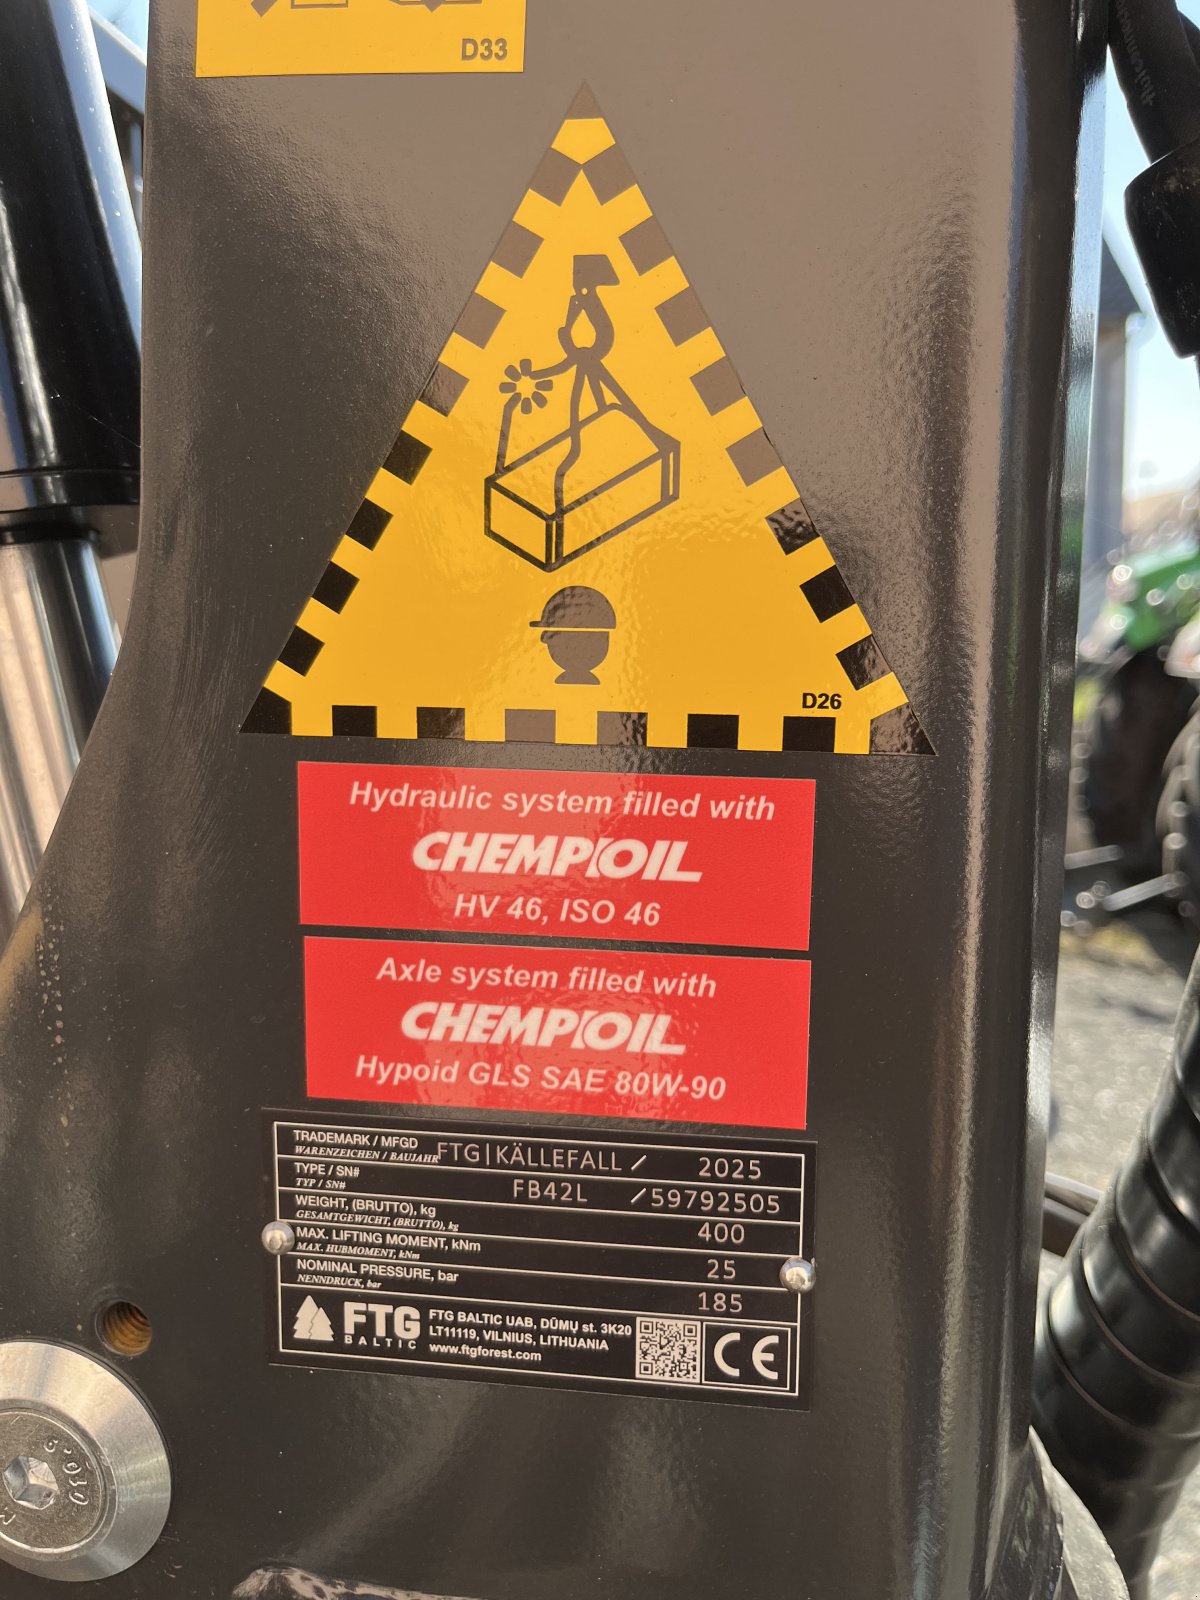 D33
D26
Hydraulic system filled with
CHEMPIOIL
HV 46, ISO 46
Axle system filled with
CHEMPIOIL
Hypoid GLS SAE 80W-90
TRADEMARK / MFGD FTG|KÄLLEFALL / 2025
WARENZEICHEN / BAUJAHR
TYPE / SN# FB42L /59792505
TYP / SN#
WEIGHT, (BRUTTO), kg 400
GESAMTGEWICHT, (BRUTTO), kg
MAX. LIFTING MOMENT, kNm 25
MAX. HUBMOMENT, kNm
NOMINAL PRESSURE, bar 185
NENNDRUCK, bar
FTG
BALTIC
FTG BALTIC UAB, DŪMŲ st. 3K20
LT11119, VILNIUS, LITHUANIA
www.ftgforest.com
CE